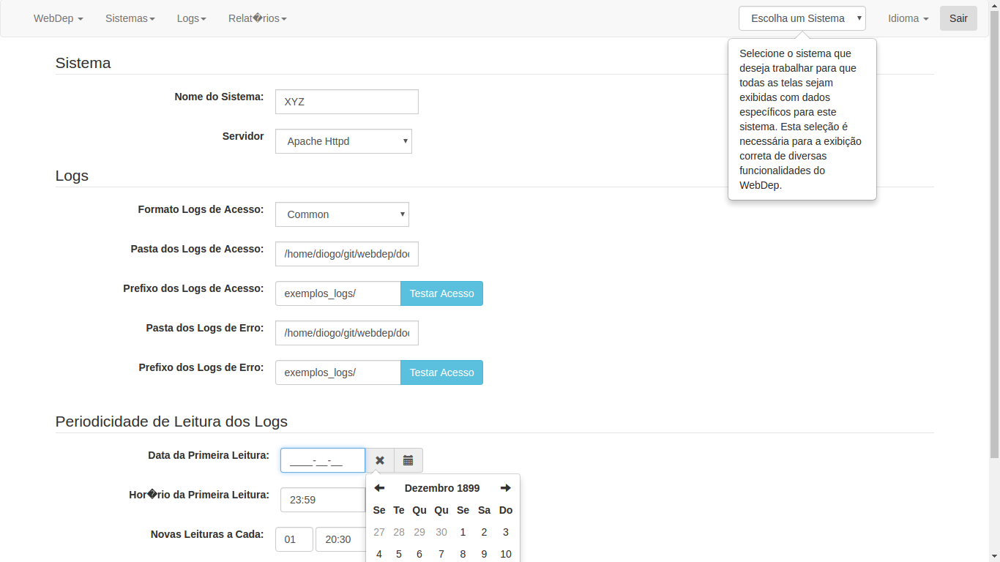 WebDep Sistemas Logs Relat�rios Escolha um Sistema Idioma Sair
Selecione o sistema que
deseja trabalhar para que
todas as telas sejam
exibidas com dados
específicos para este
sistema. Esta seleção é
necessária para a exibição
correta de diversas
funcionalidades do
WebDep.
Sistema
Nome do Sistema: XYZ
Servidor Apache Httpd
Logs
Formato Logs de Acesso: Common
Pasta dos Logs de Acesso: /home/diogo/git/webdep/doc
Prefixo dos Logs de Acesso: exemplos_logs/ Testar Acesso
Pasta dos Logs de Erro: /home/diogo/git/webdep/doc
Prefixo dos Logs de Erro: exemplos_logs/ Testar Acesso
Periodicidade de Leitura dos Logs
Data da Primeira Leitura: ____-__-__
Dezembro 1899
Se Te Qu Qu Se Sa Do
27 28 29 30 1 2 3
4 5 6 7 8 9 10
Hor�rio da Primeira Leitura: 23:59
Novas Leituras a Cada: 01 20:30